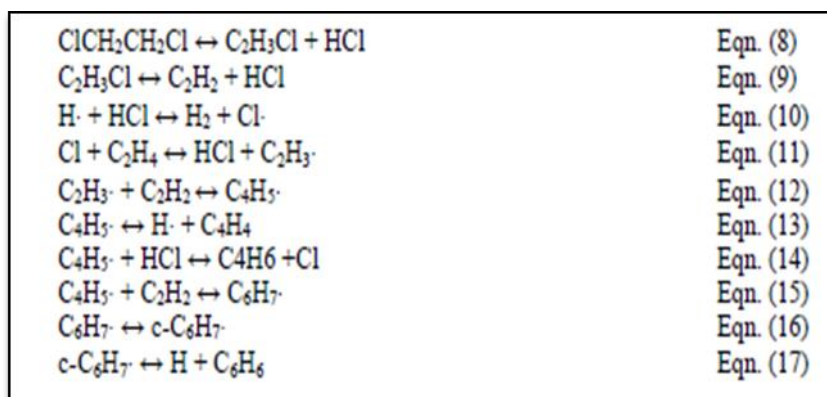 ClCH₂CH₂Cl ↔ C₂H₃Cl + HCl Eqn. (8)
C₂H₃Cl ↔ C₂H₂ + HCl Eqn. (9)
H· + HCl ↔ H₂ + Cl· Eqn. (10)
Cl + C₂H₄ ↔ HCl + C₂H₃· Eqn. (11)
C₂H₃· + C₂H₂ ↔ C₄H₅· Eqn. (12)
C₄H₅· ↔ H· + C₄H₄ Eqn. (13)
C₄H₅· + HCl ↔ C4H6 +Cl Eqn. (14)
C₄H₅· + C₂H₂ ↔ C₆H₇· Eqn. (15)
C₆H₇· ↔ c-C₆H₇· Eqn. (16)
c-C₆H₇· ↔ H + C₆H₆ Eqn. (17)